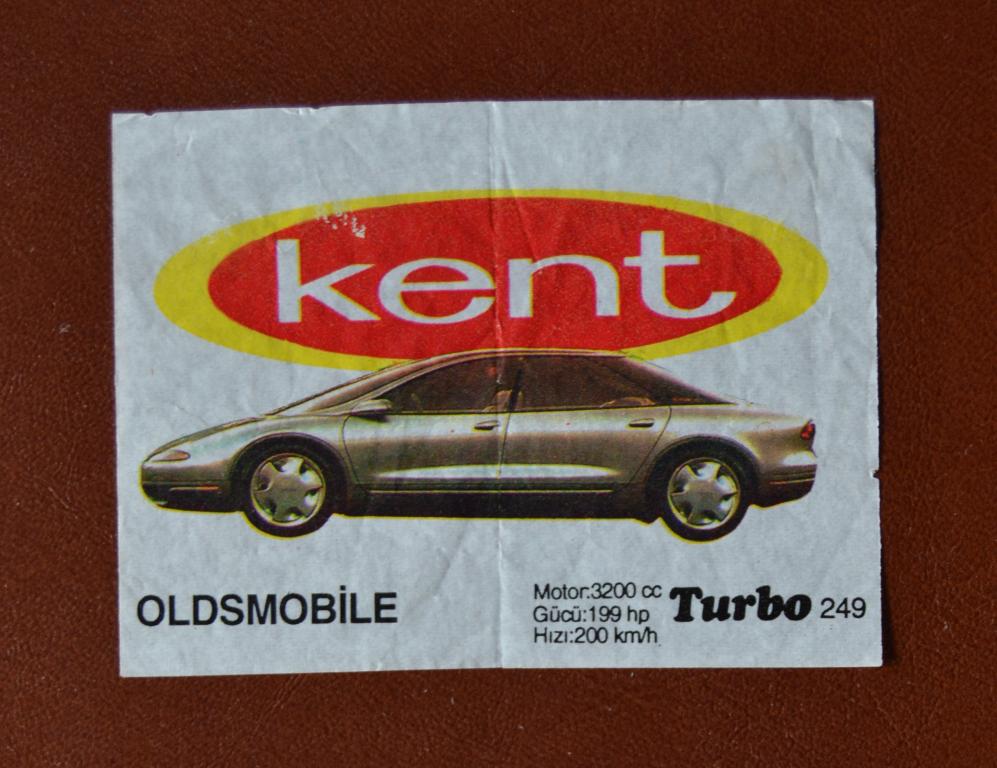 kent
OLDSMOBİLE
Motor:3200 cc
Gücü:199 hp
Hızı:200 km/h
Turbo 249